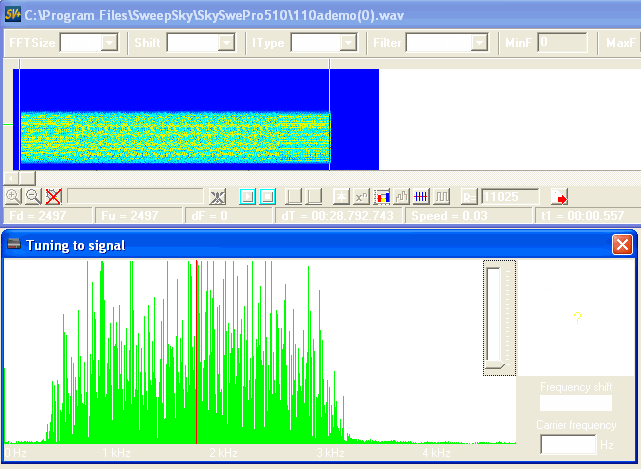 SV+ C:\Program Files\SweepSky\SkySwePro510\110ademo(0).wav
FFTSize Shift IType Filter MinF 0 MaxF
11025
Fd = 2497 Fu = 2497 dF = 0 dT = 00:28.792.743 Speed = 0.03 t1 = 00:00.557
Tuning to signal
?
Frequency shift
Carrier frequency
Hz
0 Hz 1 kHz 2 kHz 3 kHz 4 kHz